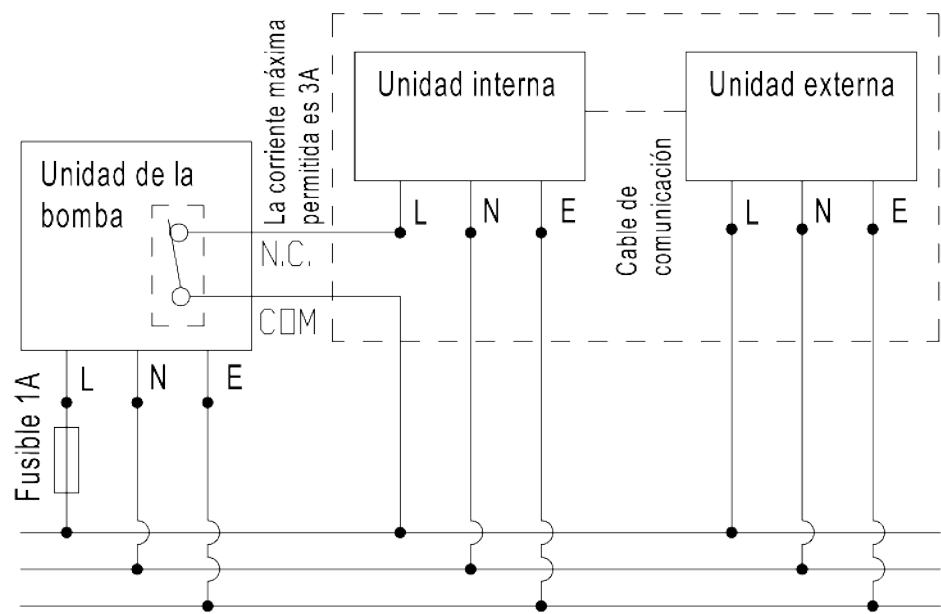 La corriente máxima
permitida es 3A
Unidad interna
Unidad externa
Unidad de la
bomba
L
N
E
Cable de
comunicación
L
N
E
N.C.
COM
L
N
E
Fusible 1A